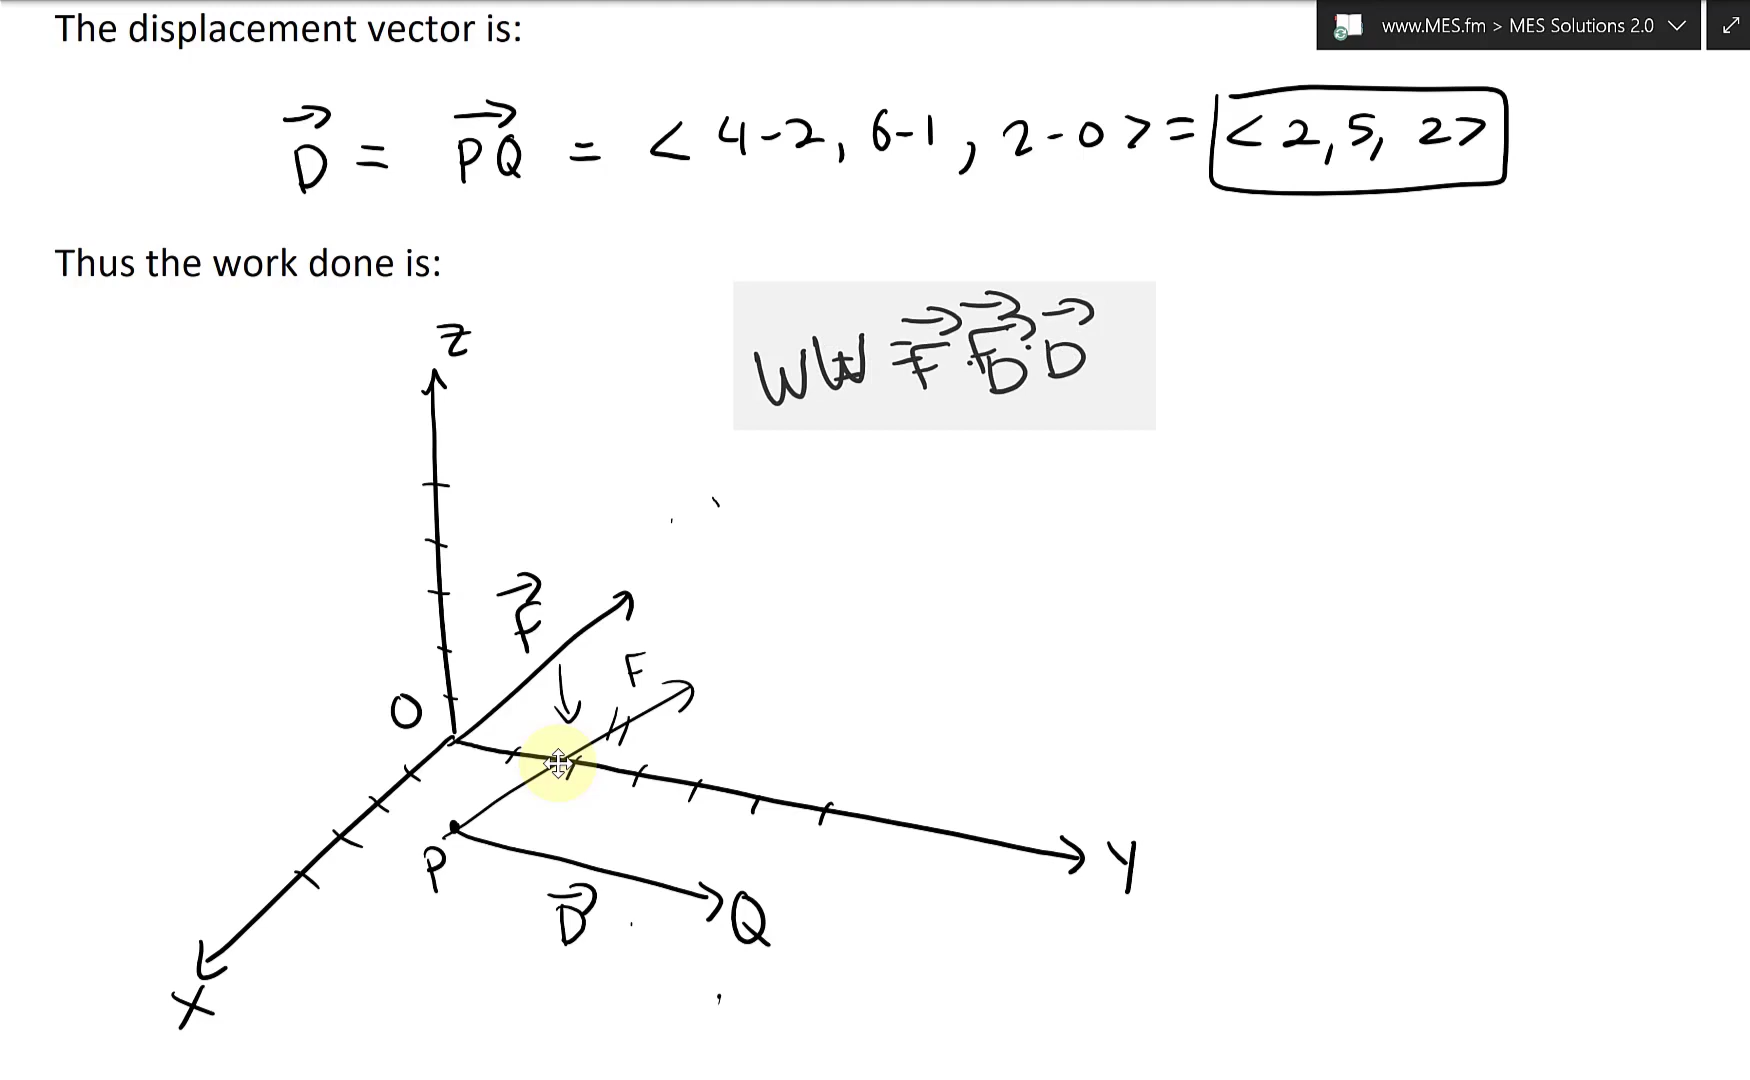 The displacement vector is:
www.MES.fm > MES Solutions 2.0
D = PQ = < 4-2, 6-1, 2-0 > = < 2, 5, 2 >
Thus the work done is:
Z
F
F
O
P
D
Q
Y
X